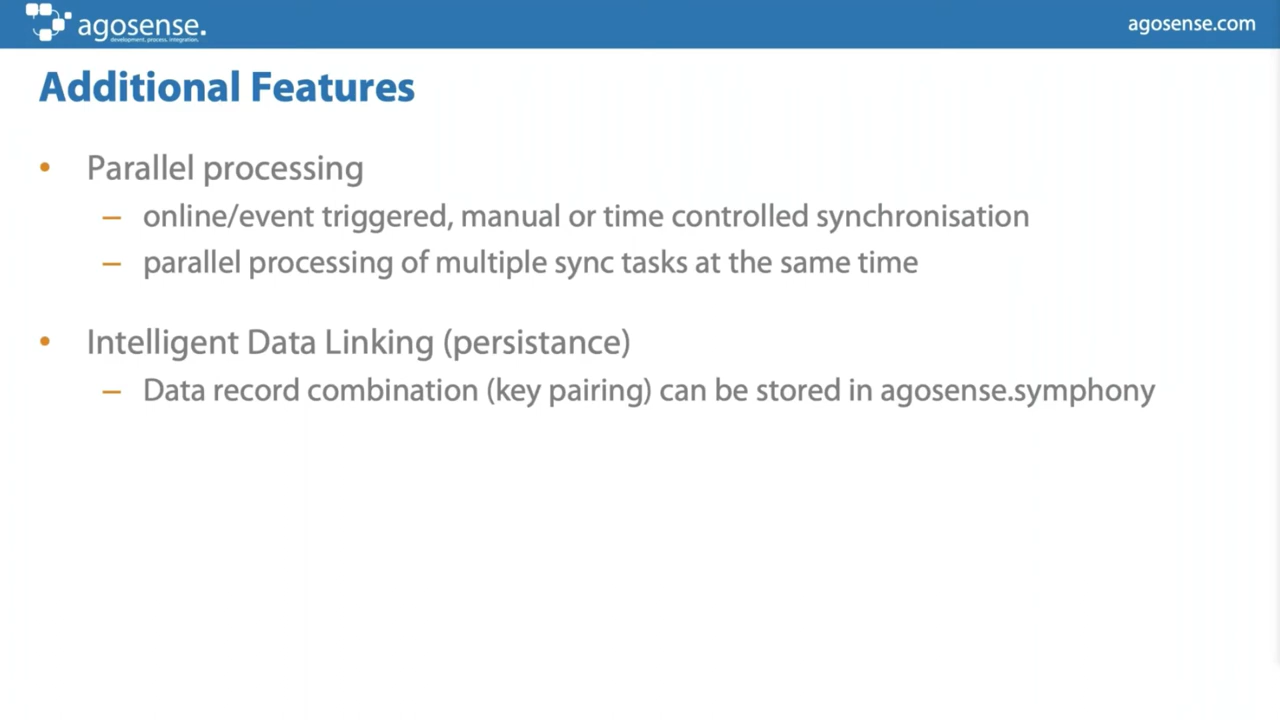 agosense.
development, process, integration.
agosense.com
Additional Features
• Parallel processing
– online/event triggered, manual or time controlled synchronisation
– parallel processing of multiple sync tasks at the same time
• Intelligent Data Linking (persistance)
– Data record combination (key pairing) can be stored in agosense.symphony